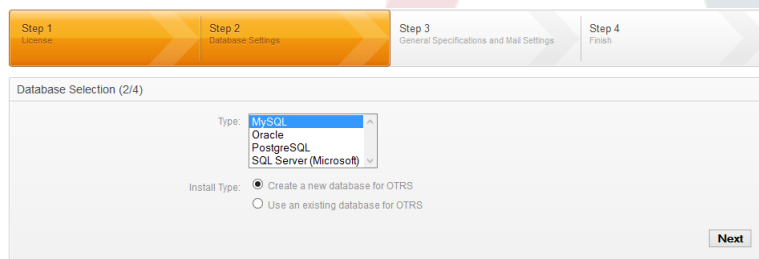 Step 1
License
Step 2
Database Settings
Step 3
General Specifications and Mail Settings
Step 4
Finish
Database Selection (2/4)
Type:
MySQL
Oracle
PostgreSQL
SQL Server (Microsoft)
Install Type:
Create a new database for OTRS
Use an existing database for OTRS
Next